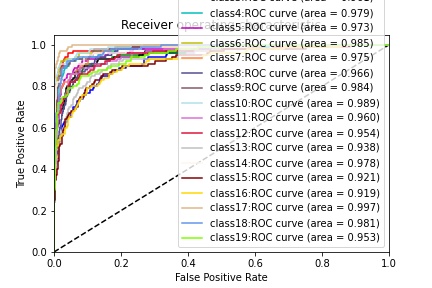 Receiver
class4:ROC curve (area = 0.979)
class5:ROC curve (area = 0.973)
class6:ROC curve (area = 0.985)
class7:ROC curve (area = 0.975)
class8:ROC curve (area = 0.966)
class9:ROC curve (area = 0.984)
class10:ROC curve (area = 0.989)
class11:ROC curve (area = 0.960)
class12:ROC curve (area = 0.954)
class13:ROC curve (area = 0.938)
class14:ROC curve (area = 0.978)
class15:ROC curve (area = 0.921)
class16:ROC curve (area = 0.919)
class17:ROC curve (area = 0.997)
class18:ROC curve (area = 0.981)
class19:ROC curve (area = 0.953)
True Positive Rate
1.0
0.8
0.6
0.4
0.2
0.0
0.0 0.2 0.4 0.6 0.8 1.0
False Positive Rate